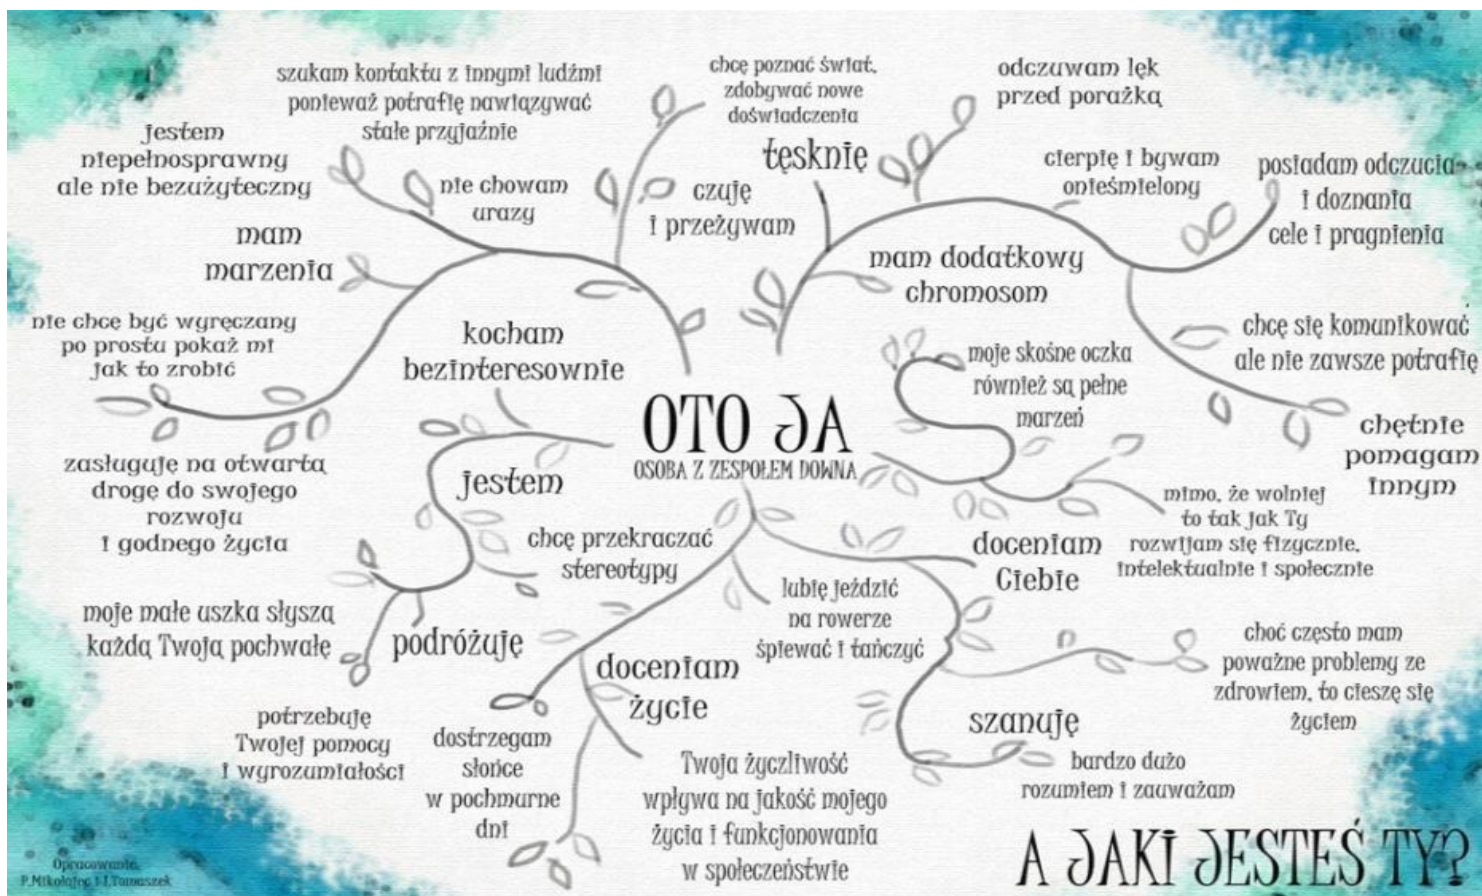 szukam kontaktu z innymi ludźmi
ponieważ potrafię nawiązywać
stałe przyjaźnie
chcę poznać świat,
zdobywać nowe
doświadczenia
odczuwam lęk
przed porażką
jestem
niepełnosprawny
ale nie bezużyteczny
nie chowam
urazy
czuję
i przeżywam
tęsknię
cierpię i bywam
onieśmielony
posiadam odczucia
i doznania
cele i pragnienia
mam
marzenia
mam dodatkowy
chromosom
nie chcę być wyręczany
po prostu pokaż mi
jak to zrobić
kocham
bezinteresownie
moje skośne oczka
również są pełne
marzeń
chcę się komunikować
ale nie zawsze potrafię
OTO JA
OSOBA Z ZESPOŁEM DOWNA
chętnie
pomagam
innym
zasługuję na otwartą
drogę do swojego
rozwoju
i godnego życia
jestem
chcę przekraczać
stereotypy
doceniam
Ciebie
mimo, że wolniej
to tak jak Ty
rozwijam się fizycznie,
intelektualnie i społecznie
moje małe uszka słyszą
każdą Twoją pochwałę
podróżuję
lubię jeździć
na rowerze
śpiewać i tańczyć
choć często mam
poważne problemy ze
zdrowiem, to cieszę się
życiem
doceniam
życie
potrzebuję
Twojej pomocy
i wyrozumiałości
dostrzegam
słońce
w pochmurne
dni
Twoja życzliwość
wpływa na jakość mojego
życia i funkcjonowania
w społeczeństwie
szanuję
bardzo dużo
rozumiem i zauważam
A JAKI JESTEŚ TY?
Opracowanie,
P.Mikołajec i J.Tomaszek